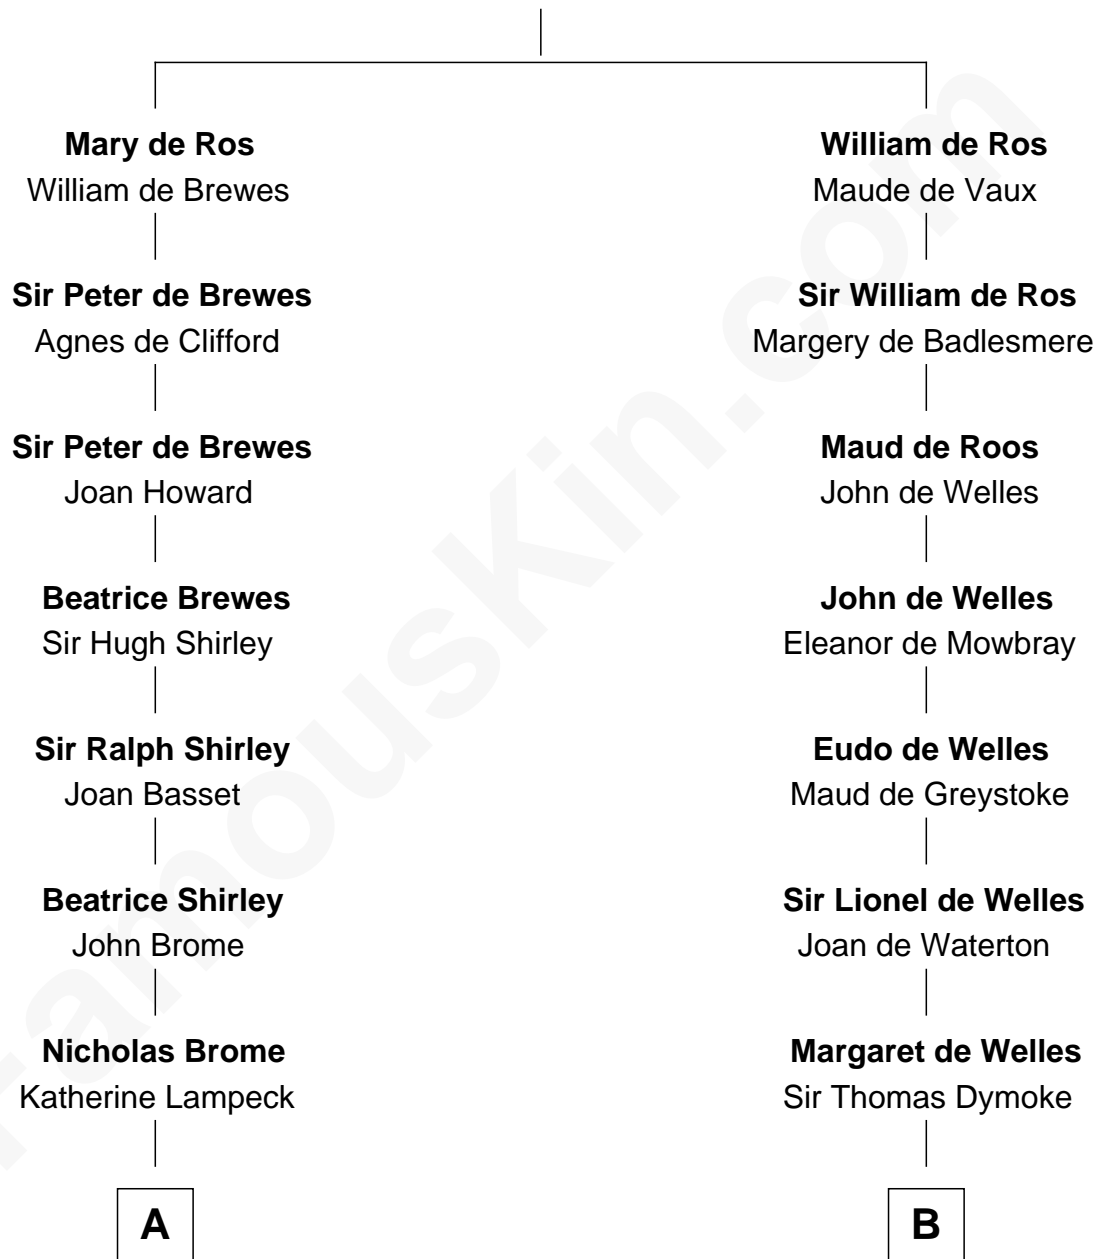 Mary de Ros
William de Brewes
Sir Peter de Brewes
Agnes de Clifford
Sir Peter de Brewes
Joan Howard
Beatrice Brewes
Sir Hugh Shirley
Sir Ralph Shirley
Joan Basset
Beatrice Shirley
John Brome
Nicholas Brome
Katherine Lampeck
A
William de Ros
Maude de Vaux
Sir William de Ros
Margery de Badlesmere
Maud de Roos
John de Welles
John de Welles
Eleanor de Mowbray
Eudo de Welles
Maud de Greystoke
Sir Lionel de Welles
Joan de Waterton
Margaret de Welles
Sir Thomas Dymoke
B
FamousKin.com